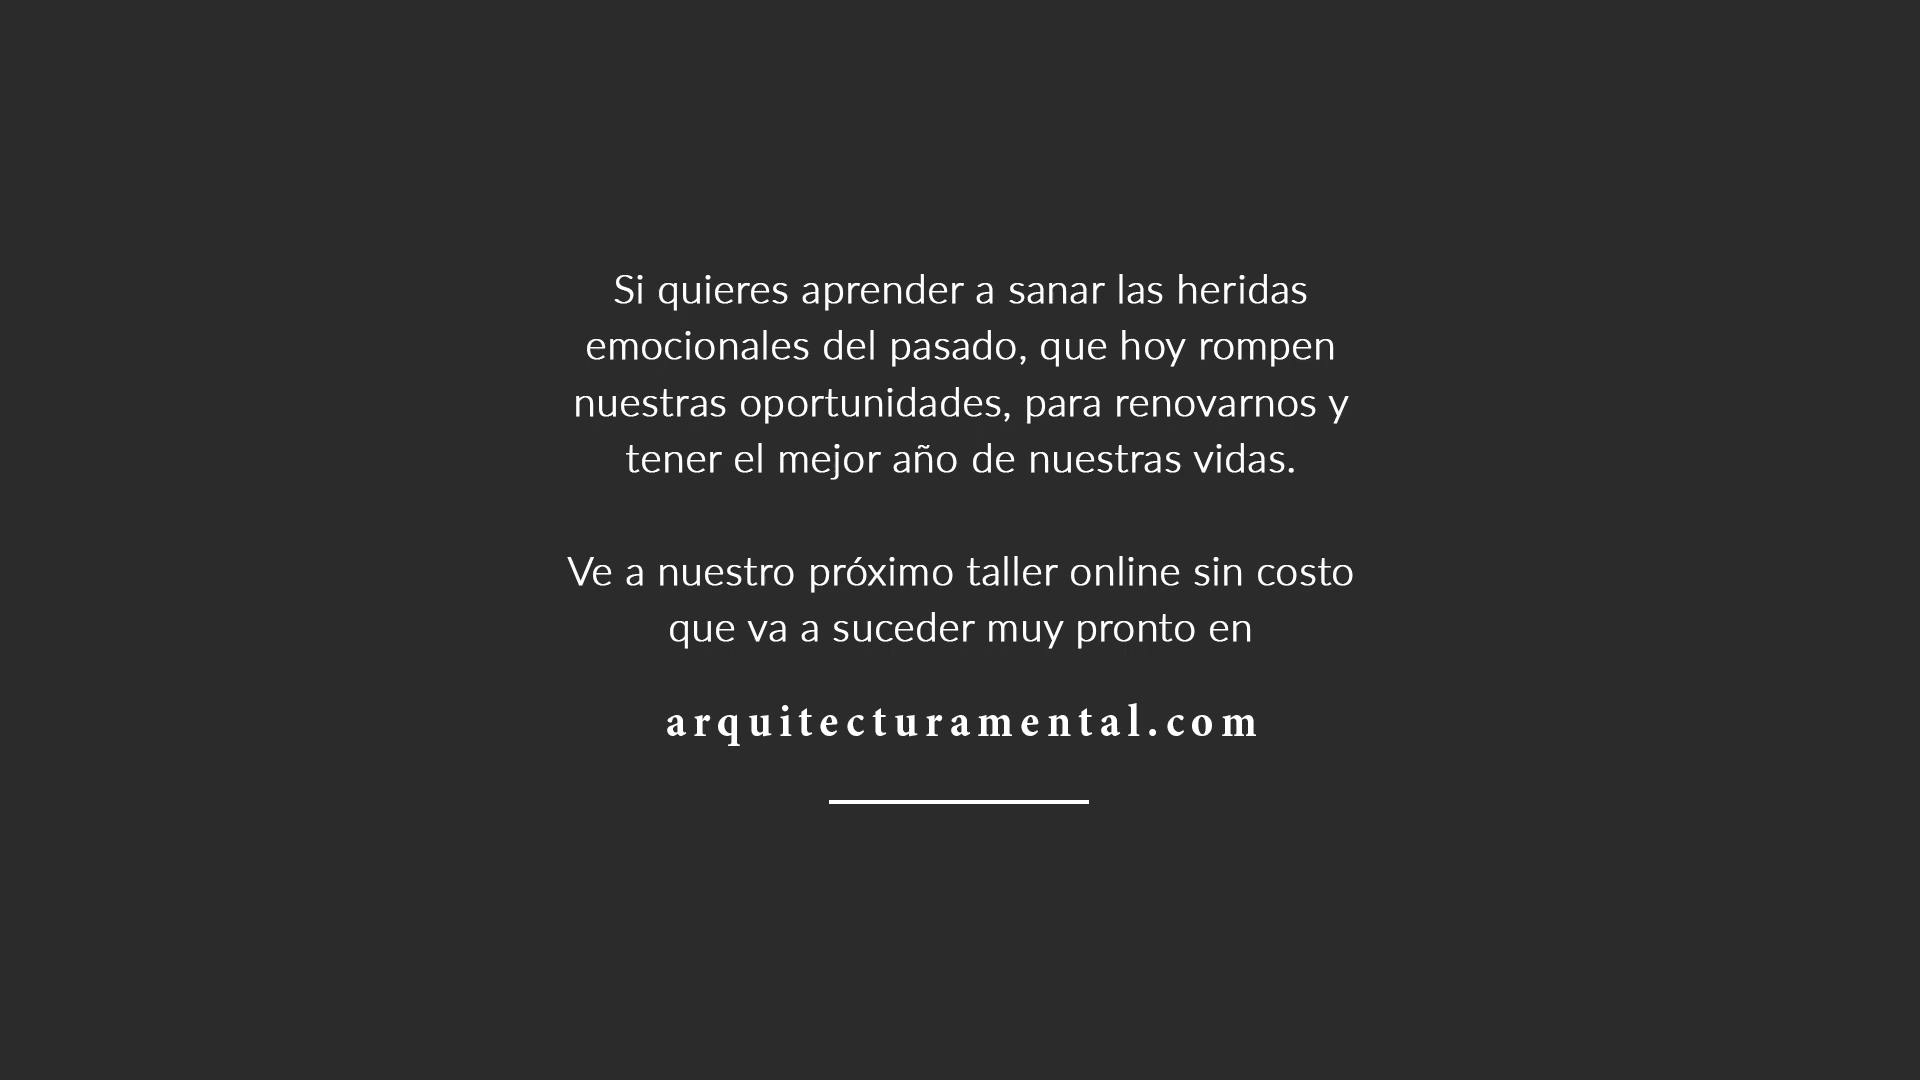 Si quieres aprender a sanar las heridas
emocionales del pasado, que hoy rompen
nuestras oportunidades, para renovarnos y
tener el mejor año de nuestras vidas.
Ve a nuestro próximo taller online sin costo
que va a suceder muy pronto en
arquitecturamental.com